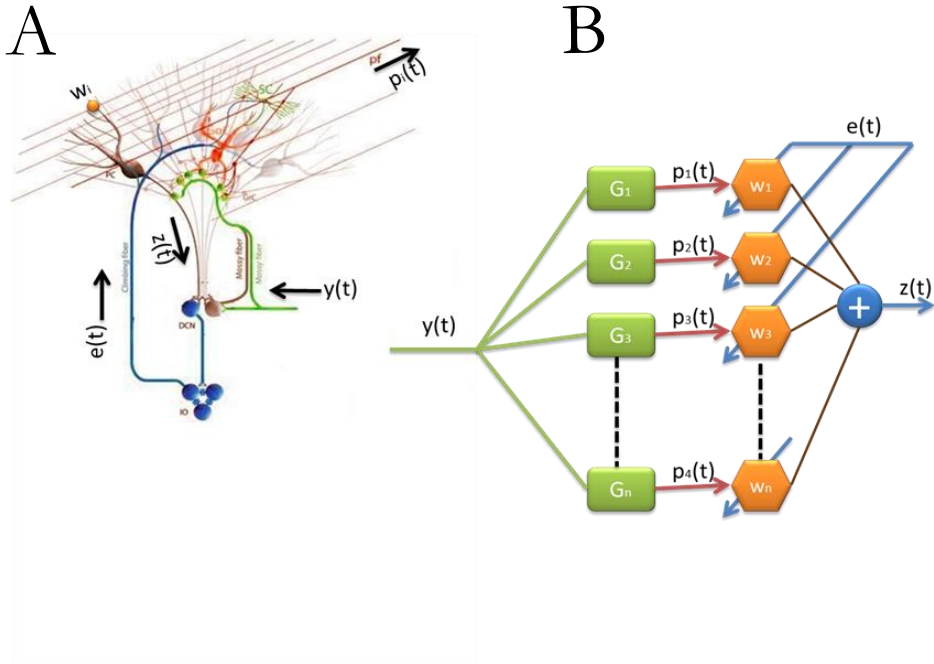 A
B
pf
pi(t)
SC
wi
PC
GrC
z(t)
Climbing fiber
Mossy fiber
Mossy fiber
y(t)
e(t)
DCN
IO
e(t)
G1
p1(t)
w1
G2
p2(t)
w2
G3
p3(t)
w3
+
z(t)
y(t)
Gn
p4(t)
wn